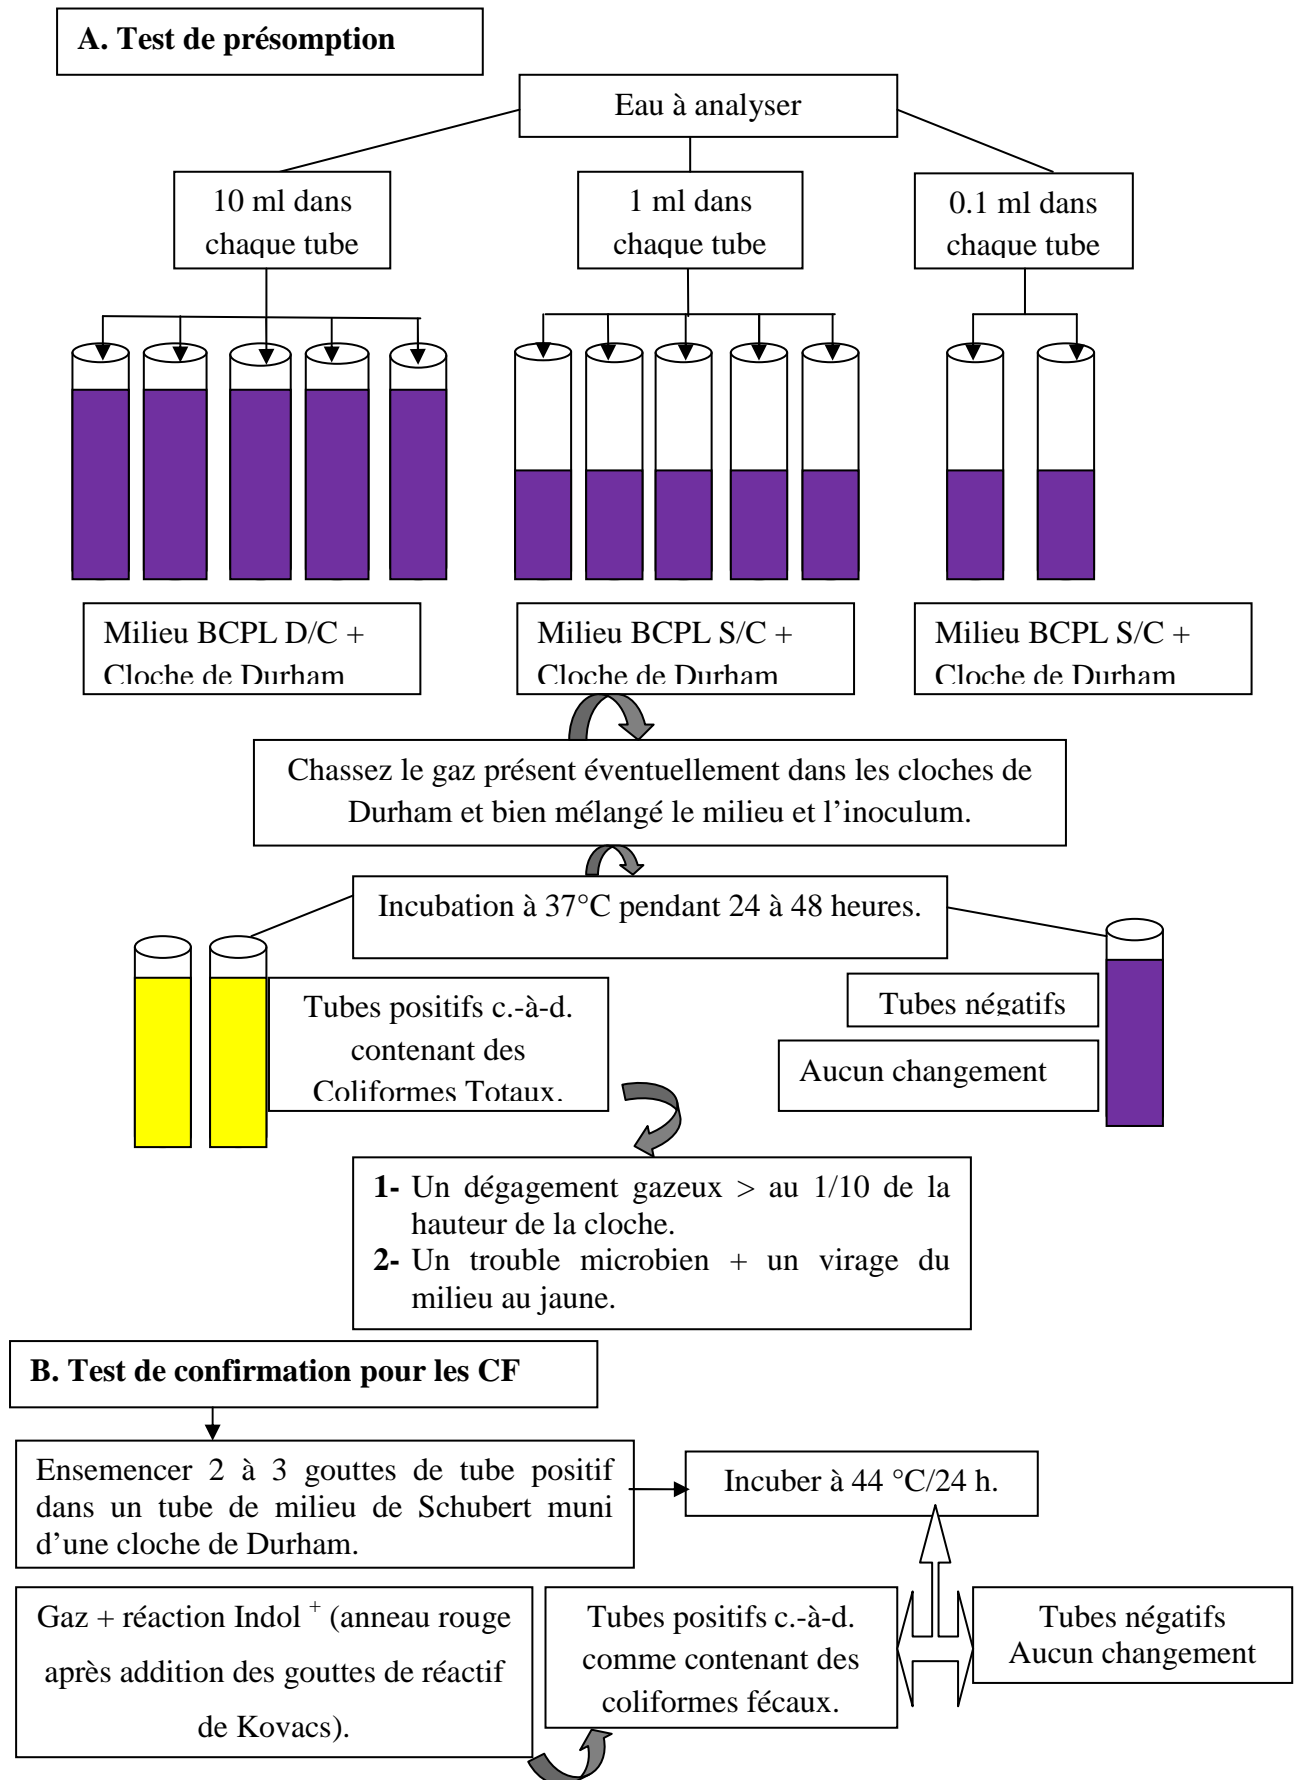 A. Test de présomption
Eau à analyser
10 ml dans
chaque tube
1 ml dans
chaque tube
0.1 ml dans
chaque tube
Milieu BCPL D/C +
Cloche de Durham
Milieu BCPL S/C +
Cloche de Durham
Milieu BCPL S/C +
Cloche de Durham
Chassez le gaz présent éventuellement dans les cloches de
Durham et bien mélangé le milieu et l’inoculum.
Incubation à 37°C pendant 24 à 48 heures.
Tubes positifs c.-à-d.
contenant des
Coliformes Totaux.
Tubes négatifs
Aucun changement
1- Un dégagement gazeux > au 1/10 de la
hauteur de la cloche.
2- Un trouble microbien + un virage du
milieu au jaune.
B. Test de confirmation pour les CF
Ensemencer 2 à 3 gouttes de tube positif
dans un tube de milieu de Schubert muni
d’une cloche de Durham.
Incuber à 44 °C/24 h.
Gaz + réaction Indol + (anneau rouge
après addition des gouttes de réactif
de Kovacs).
Tubes positifs c.-à-d.
comme contenant des
coliformes fécaux.
Tubes négatifs
Aucun changement